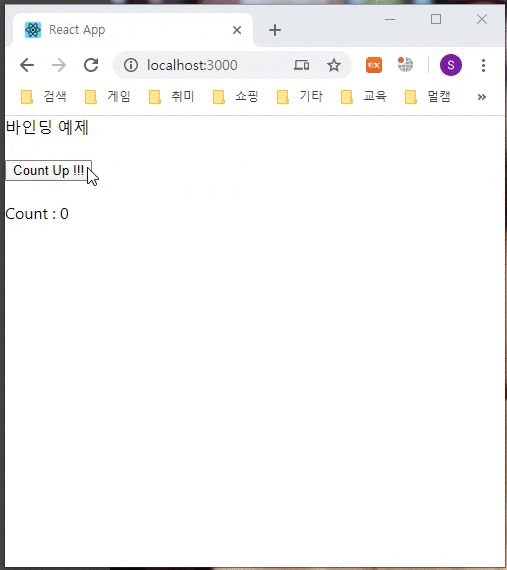 React App
localhost:3000
검색 게임 취미 쇼핑 기타 교육 멀캠 »
바인딩 예제
Count Up !!!
Count : 0
EX
S